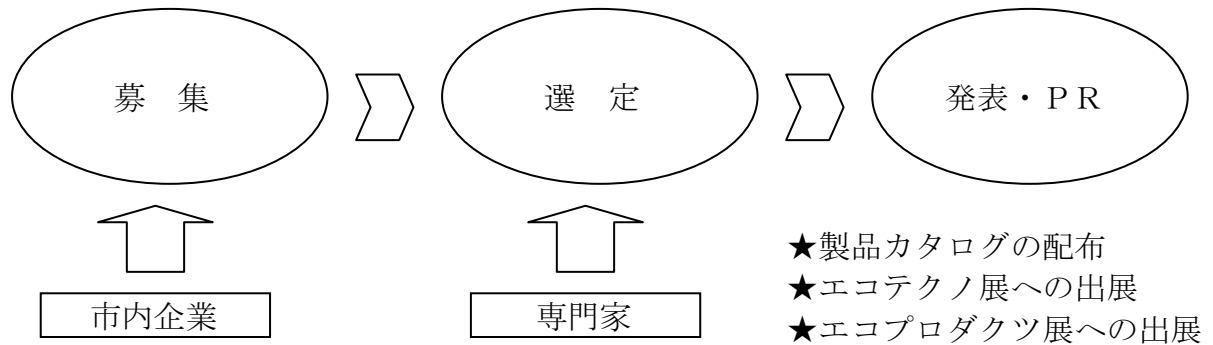 募　集
選　定
発表・ＰＲ
市内企業
専門家
★製品カタログの配布
★エコテクノ展への出展
★エコプロダクツ展への出展